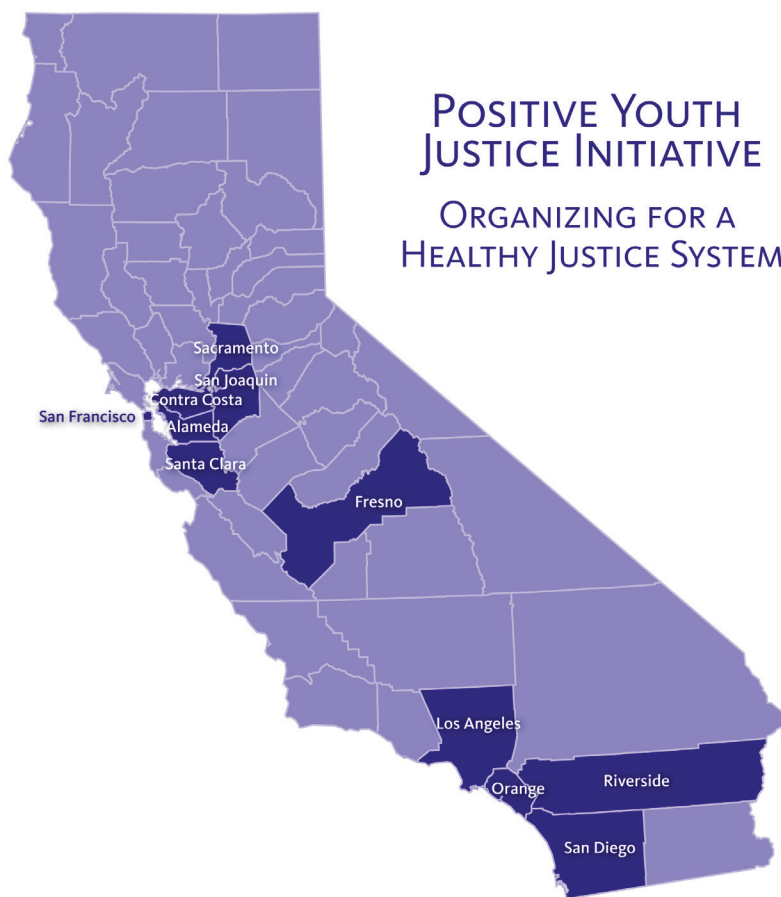 POSITIVE YOUTH
JUSTICE INITIATIVE
ORGANIZING FOR A
HEALTHY JUSTICE SYSTEM
Sacramento
San Joaquin
Contra Costa
San Francisco
Alameda
Santa Clara
Fresno
Los Angeles
Riverside
Orange
San Diego